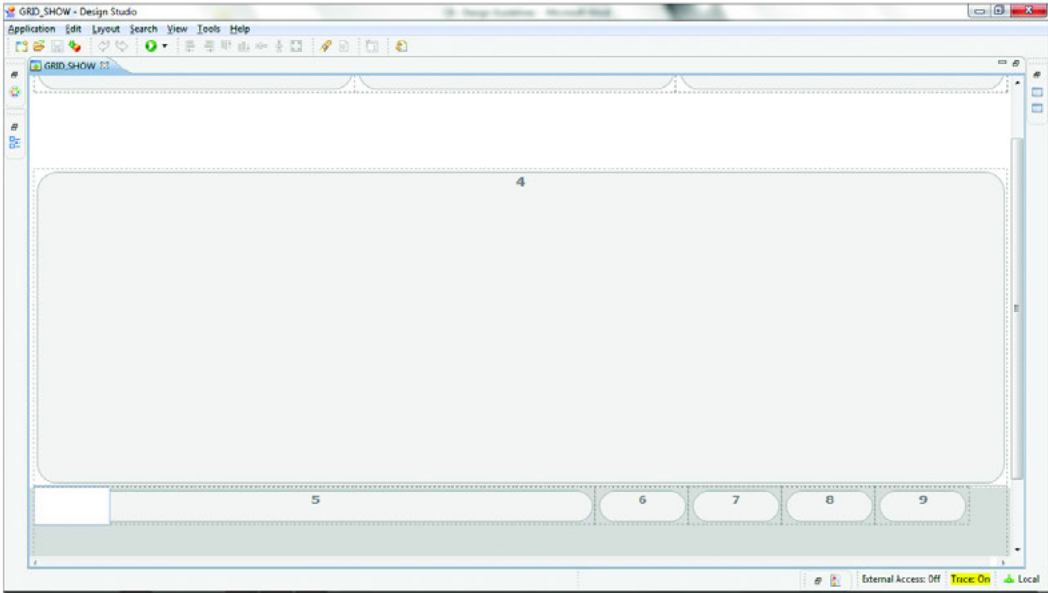 GRID_SHOW - Design Studio
Application Edit Layout Search View Tools Help
GRID_SHOW
4
5 6 7 8 9
External Access: Off Trace: On Local